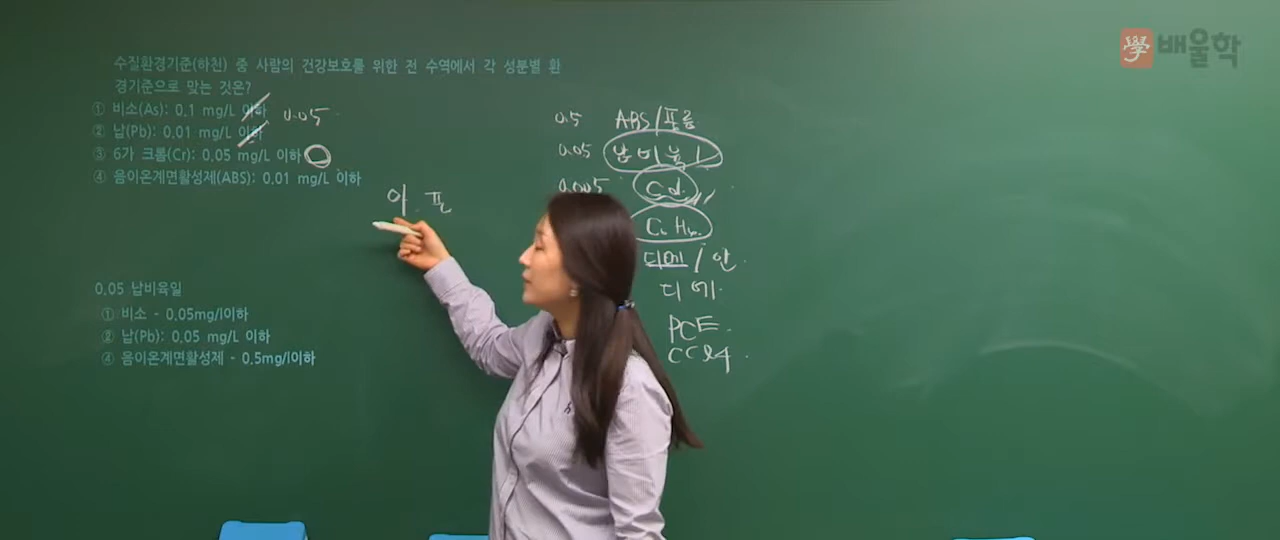 學 배울학
수질환경기준(하천) 중 사람의 건강보호를 위한 전 수역에서 각 성분별 환
경기준으로 맞는 것은?
① 비소(As): 0.1 mg/L 이하 0.05
② 납(Pb): 0.01 mg/L 이하
③ 6가 크롬(Cr): 0.05 mg/L 이하
④ 음이온계면활성제(ABS): 0.01 mg/L 이하
0.05 납비육일
① 비소 - 0.05mg/l이하
② 납(Pb): 0.05 mg/L 이하
④ 음이온계면활성제 - 0.5mg/l이하
0.5 ABS/포름
0.05 납비육1
0.005 Cd
디메/안
디에
PCE